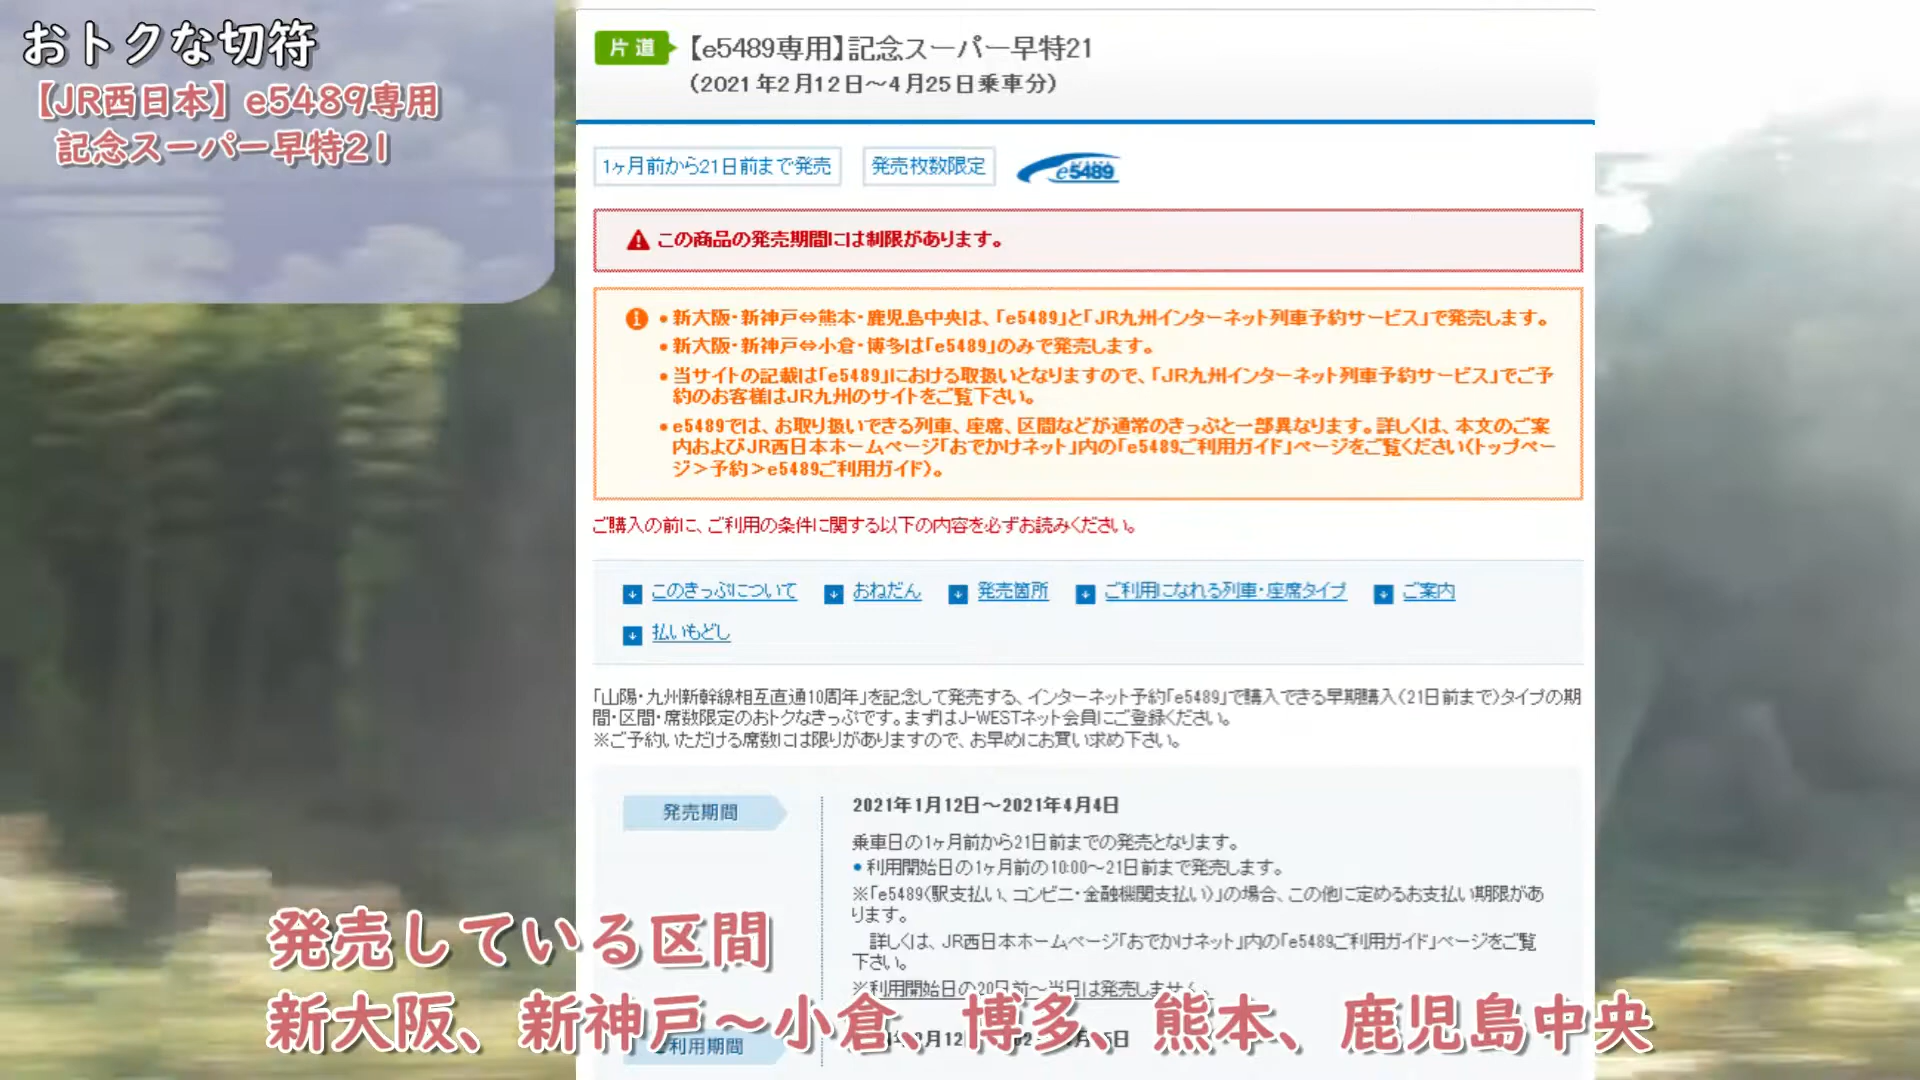 おトクな切符
【JR西日本】e5489専用
記念スーパー早特21
片道
【e5489専用】記念スーパー早特21
（2021年2月12日～4月25日乗車分）
1ヶ月前から21日前まで発売
発売枚数限定
e5489
この商品の発売期間には制限があります。
• 新大阪・新神戸⇔熊本・鹿児島中央は、「e5489」と「JR九州インターネット列車予約サービス」で発売します。
• 新大阪・新神戸⇔小倉・博多は「e5489」のみで発売します。
• 当サイトの記載は「e5489」における取扱いとなりますので、「JR九州インターネット列車予約サービス」でご予
約のお客様はJR九州のサイトをご覧下さい。
• e5489では、お取り扱いできる列車、座席、区間などが通常のきっぷと一部異なります。詳しくは、本文のご案
内およびJR西日本ホームページ「おでかけネット」内の「e5489ご利用ガイド」ページをご覧ください（トップペー
ジ＞予約＞e5489ご利用ガイド）。
ご購入の前に、ご利用の条件に関する以下の内容を必ずお読みください。
このきっぷについて
おねだん
発売箇所
ご利用になれる列車・座席タイプ
ご案内
払いもどし
「山陽・九州新幹線相互直通10周年」を記念して発売する、インターネット予約「e5489」で購入できる早期購入（21日前まで）タイプの期
間・区間・席数限定のおトクなきっぷです。まずはJ-WESTネット会員にご登録ください。
※ご予約いただける席数には限りがありますので、お早めにお買い求め下さい。
発売期間
2021年1月12日～2021年4月4日
乗車日の1ヶ月前から21日前までの発売となります。
• 利用開始日の1ヶ月前の10:00～21日前まで発売します。
※「e5489（駅支払い、コンビニ・金融機関支払い）」の場合、この他に定めるお支払い期限があ
ります。
詳しくは、JR西日本ホームページ「おでかけネット」内の「e5489ご利用ガイド」ページをご覧
下さい。
※利用開始日の20日前～当日は発売しません。
ご利用期間
発売している区間
新大阪、新神戸～小倉、博多、熊本、鹿児島中央